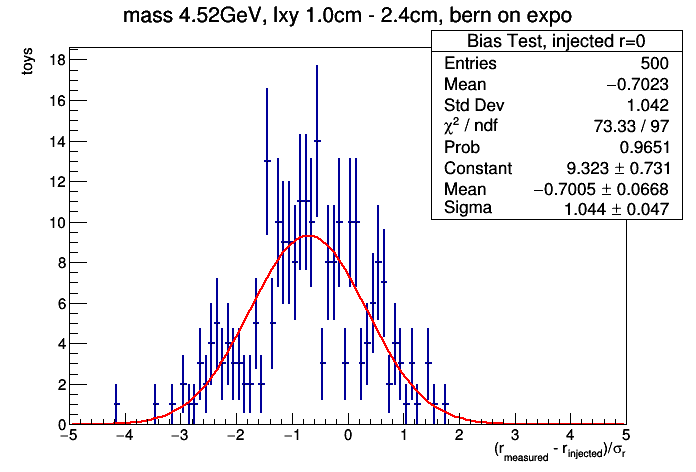 mass 4.52GeV, lxy 1.0cm - 2.4cm, bern on expo
Bias Test, injected r=0
Entries 500
Mean −0.7023
Std Dev 1.042
χ² / ndf 73.33 / 97
Prob 0.9651
Constant 9.323 ± 0.731
Mean −0.7005 ± 0.0668
Sigma 1.044 ± 0.047
toys
18
16
14
12
10
8
6
4
2
0
−5 −4 −3 −2 −1 0 1 2 3 4 5
(r_measured - r_injected)/σ_r